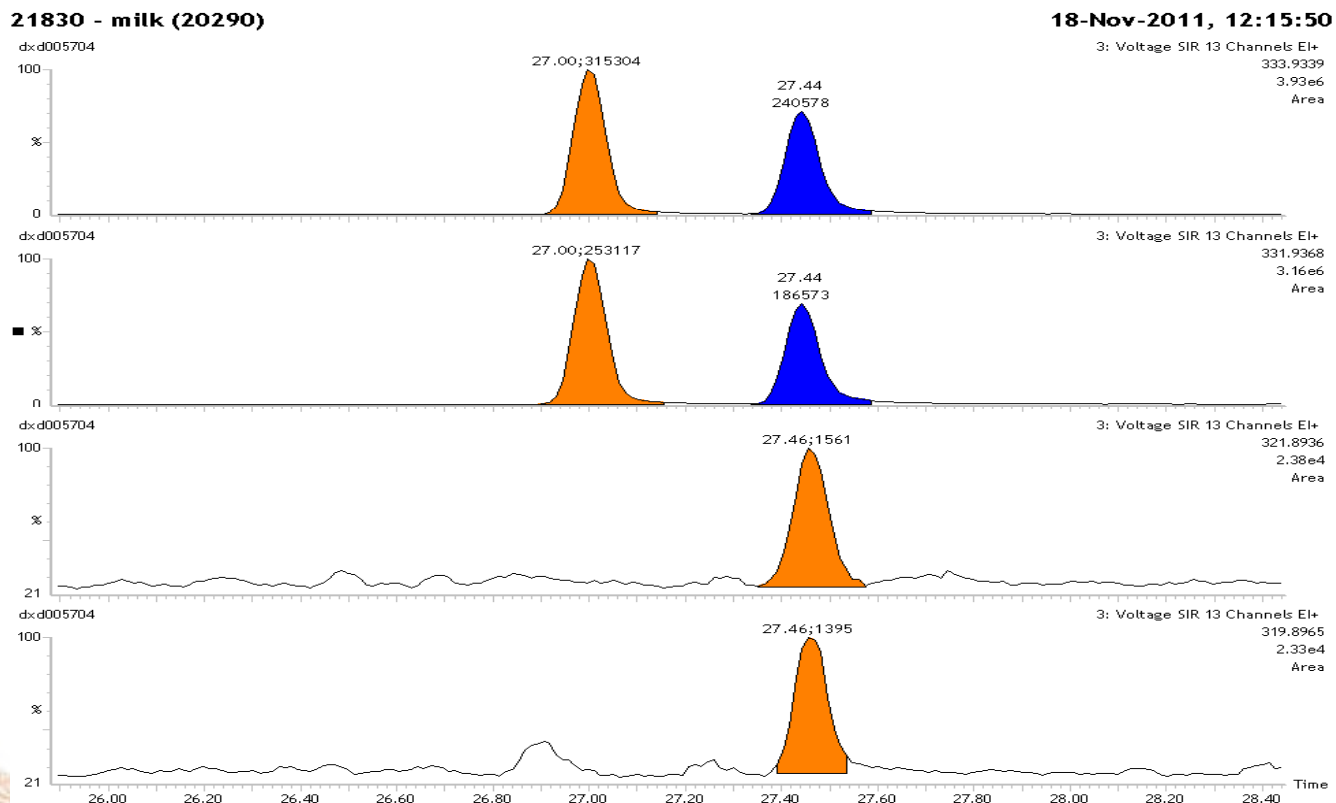 21830 - milk (20290)
18-Nov-2011, 12:15:50
dxd005704
3: Voltage SIR 13 Channels EI+
333.9339
3.93e6
Area
27.00;315304
27.44
240578
100
%
0
dxd005704
3: Voltage SIR 13 Channels EI+
331.9368
3.16e6
Area
27.00;253117
27.44
186573
100
%
0
dxd005704
3: Voltage SIR 13 Channels EI+
321.8936
2.38e4
Area
27.46;1561
100
%
21
dxd005704
3: Voltage SIR 13 Channels EI+
319.8965
2.33e4
Area
27.46;1395
100
%
21
Time
26.00 26.20 26.40 26.60 26.80 27.00 27.20 27.40 27.60 27.80 28.00 28.20 28.40